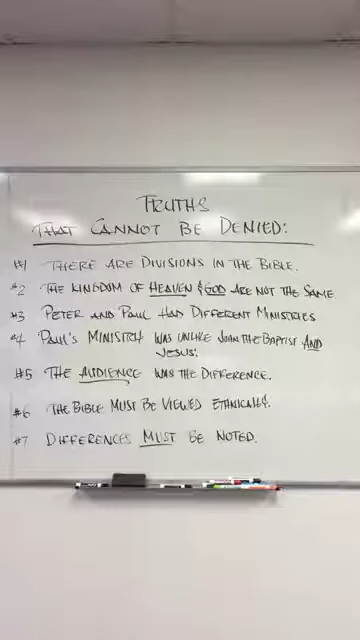 TRUTHS
THAT CANNOT BE DENIED:
#1 THERE ARE DIVISIONS IN THE BIBLE.
#2 THE KINGDOM OF HEAVEN & GOD ARE NOT THE SAME
#3 PETER AND PAUL HAD DIFFERENT MINISTRIES
#4 PAUL'S MINISTRY WAS UNLIKE JOHN THE BAPTIST AND
JESUS'.
#5 THE AUDIENCE WAS THE DIFFERENCE.
#6 THE BIBLE MUST BE VIEWED ETHNICALLY.
#7 DIFFERENCES MUST BE NOTED.